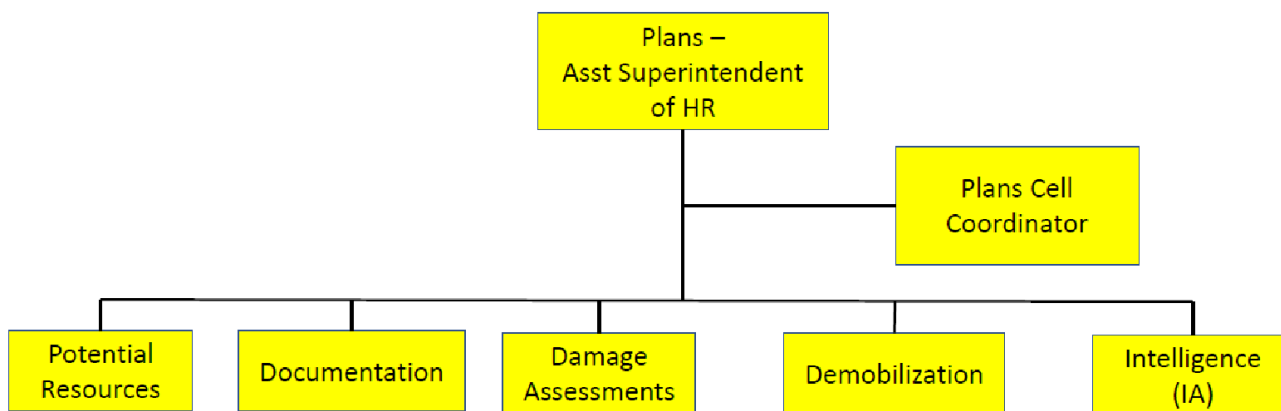 Plans –
Asst Superintendent
of HR
Plans Cell
Coordinator
Potential
Resources
Documentation
Damage
Assessments
Demobilization
Intelligence
(IA)